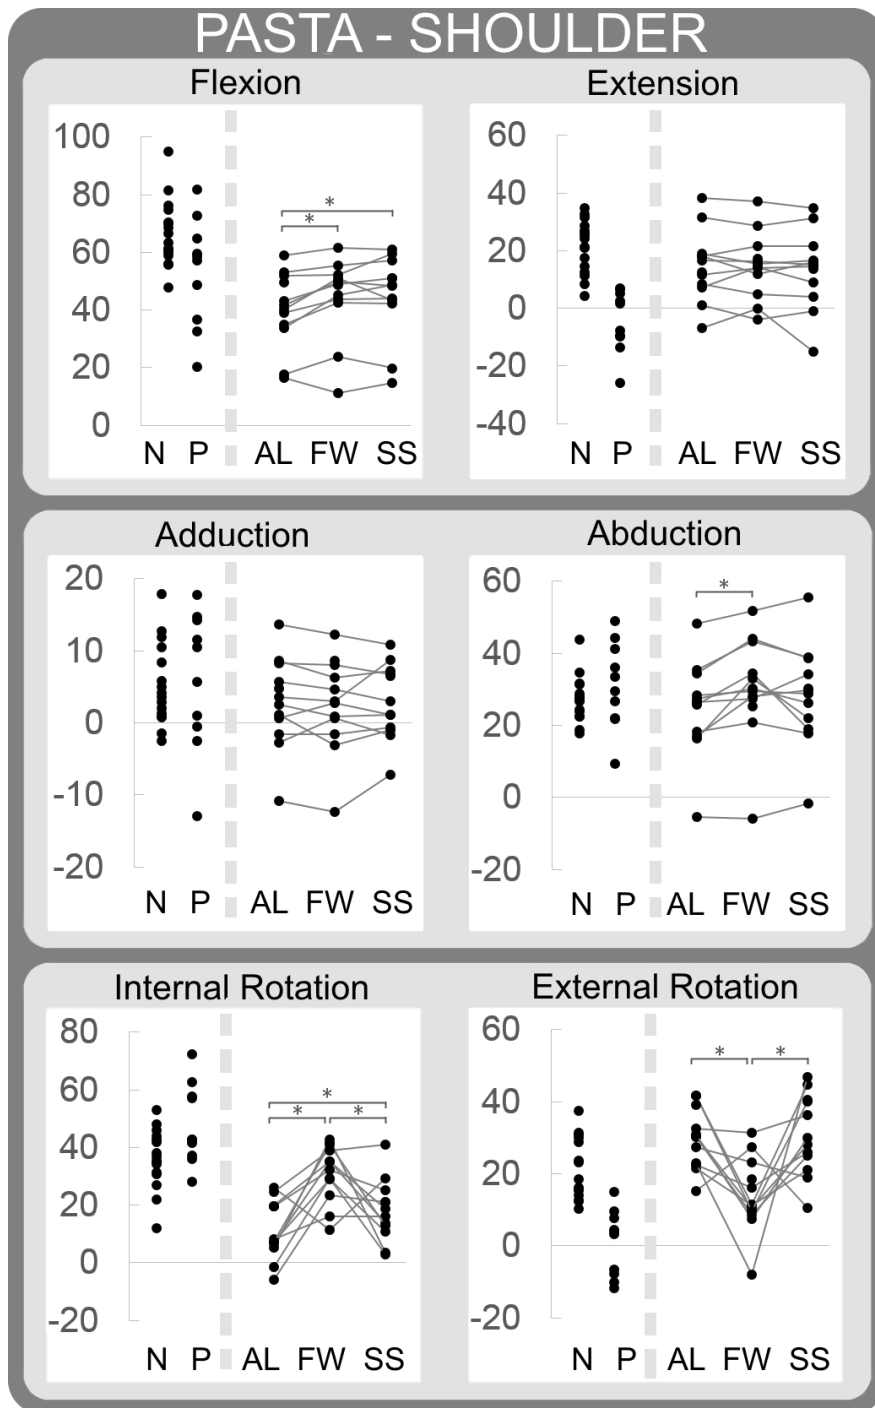 PASTA - SHOULDER
Flexion
100
80
60
40
20
0
* *
N P AL FW SS
Extension
60
40
20
0
-20
-40
N P AL FW SS
Adduction
20
10
0
-10
-20
N P AL FW SS
Abduction
60
40
20
0
-20
*
N P AL FW SS
Internal Rotation
80
60
40
20
0
-20
*
* *
N P AL FW SS
External Rotation
60
40
20
0
-20
* *
N P AL FW SS